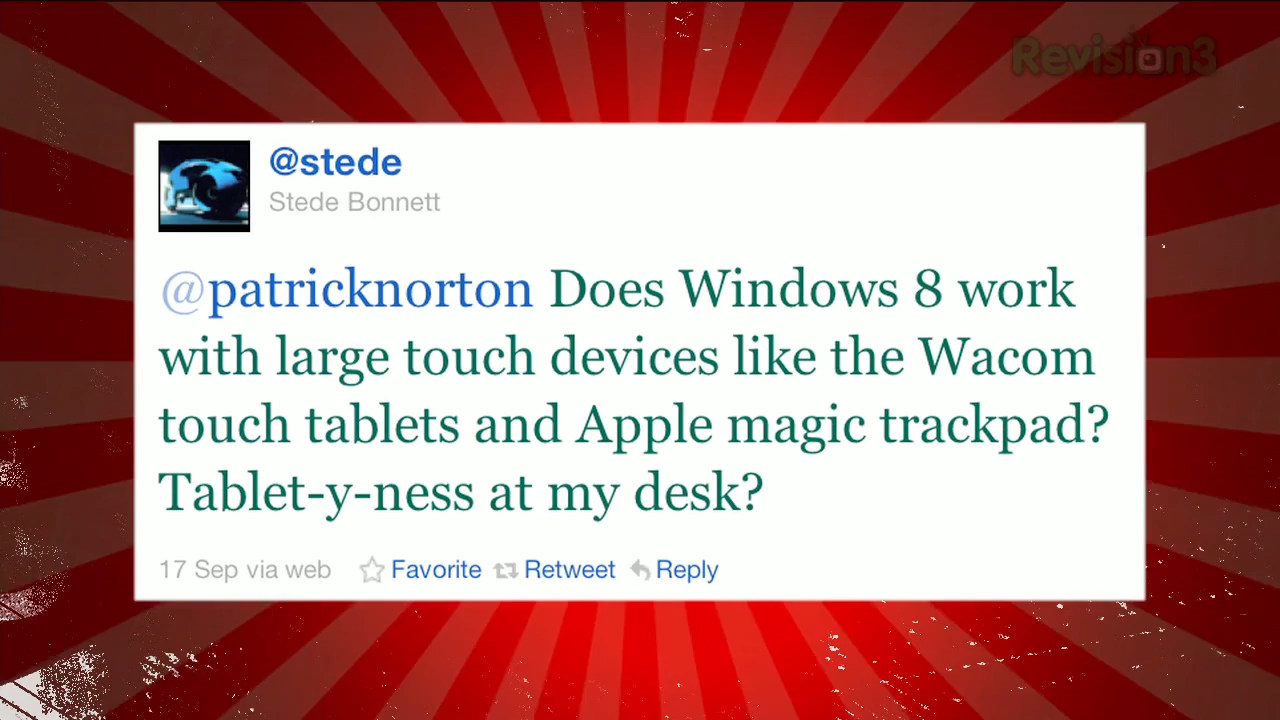 Revision3
@stede
Stede Bonnett
@patricknorton Does Windows 8 work
with large touch devices like the Wacom
touch tablets and Apple magic trackpad?
Tablet-y-ness at my desk?
17 Sep via web Favorite Retweet Reply